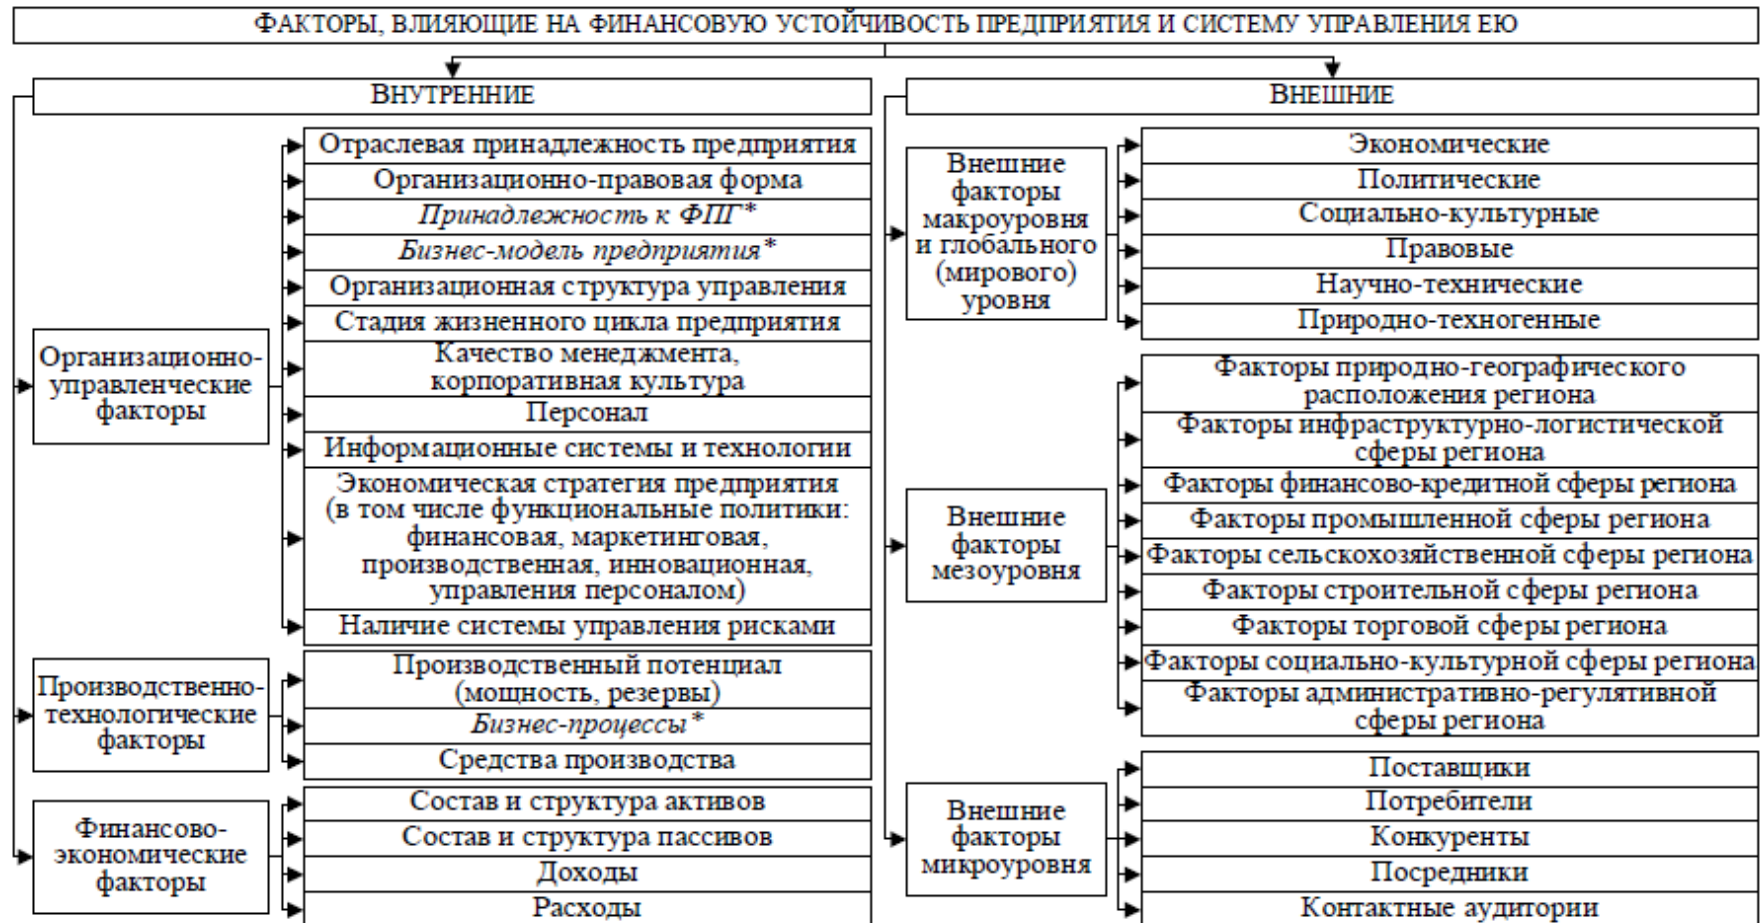 ФАКТОРЫ, ВЛИЯЮЩИЕ НА ФИНАНСОВУЮ УСТОЙЧИВОСТЬ ПРЕДПРИЯТИЯ И СИСТЕМУ УПРАВЛЕНИЯ ЕЮ
ВНУТРЕННИЕ
Организационно-
управленческие
факторы
Отраслевая принадлежность предприятия
Организационно-правовая форма
Принадлежность к ФПГ*
Бизнес-модель предприятия*
Организационная структура управления
Стадия жизненного цикла предприятия
Качество менеджмента,
корпоративная культура
Персонал
Информационные системы и технологии
Экономическая стратегия предприятия
(в том числе функциональные политики:
финансовая, маркетинговая,
производственная, инновационная,
управления персоналом)
Наличие системы управления рисками
Производственно-
технологические
факторы
Производственный потенциал
(мощность, резервы)
Бизнес-процессы*
Средства производства
Финансово-
экономические
факторы
Состав и структура активов
Состав и структура пассивов
Доходы
Расходы
ВНЕШНИЕ
Внешние
факторы
макроуровня
и глобального
(мирового)
уровня
Экономические
Политические
Социально-культурные
Правовые
Научно-технические
Природно-техногенные
Внешние
факторы
мезоуровня
Факторы природно-географического
расположения региона
Факторы инфраструктурно-логистической
сферы региона
Факторы финансово-кредитной сферы региона
Факторы промышленной сферы региона
Факторы сельскохозяйственной сферы региона
Факторы строительной сферы региона
Факторы торговой сферы региона
Факторы социально-культурной сферы региона
Факторы административно-регулятивной
сферы региона
Внешние
факторы
микроуровня
Поставщики
Потребители
Конкуренты
Посредники
Контактные аудитории